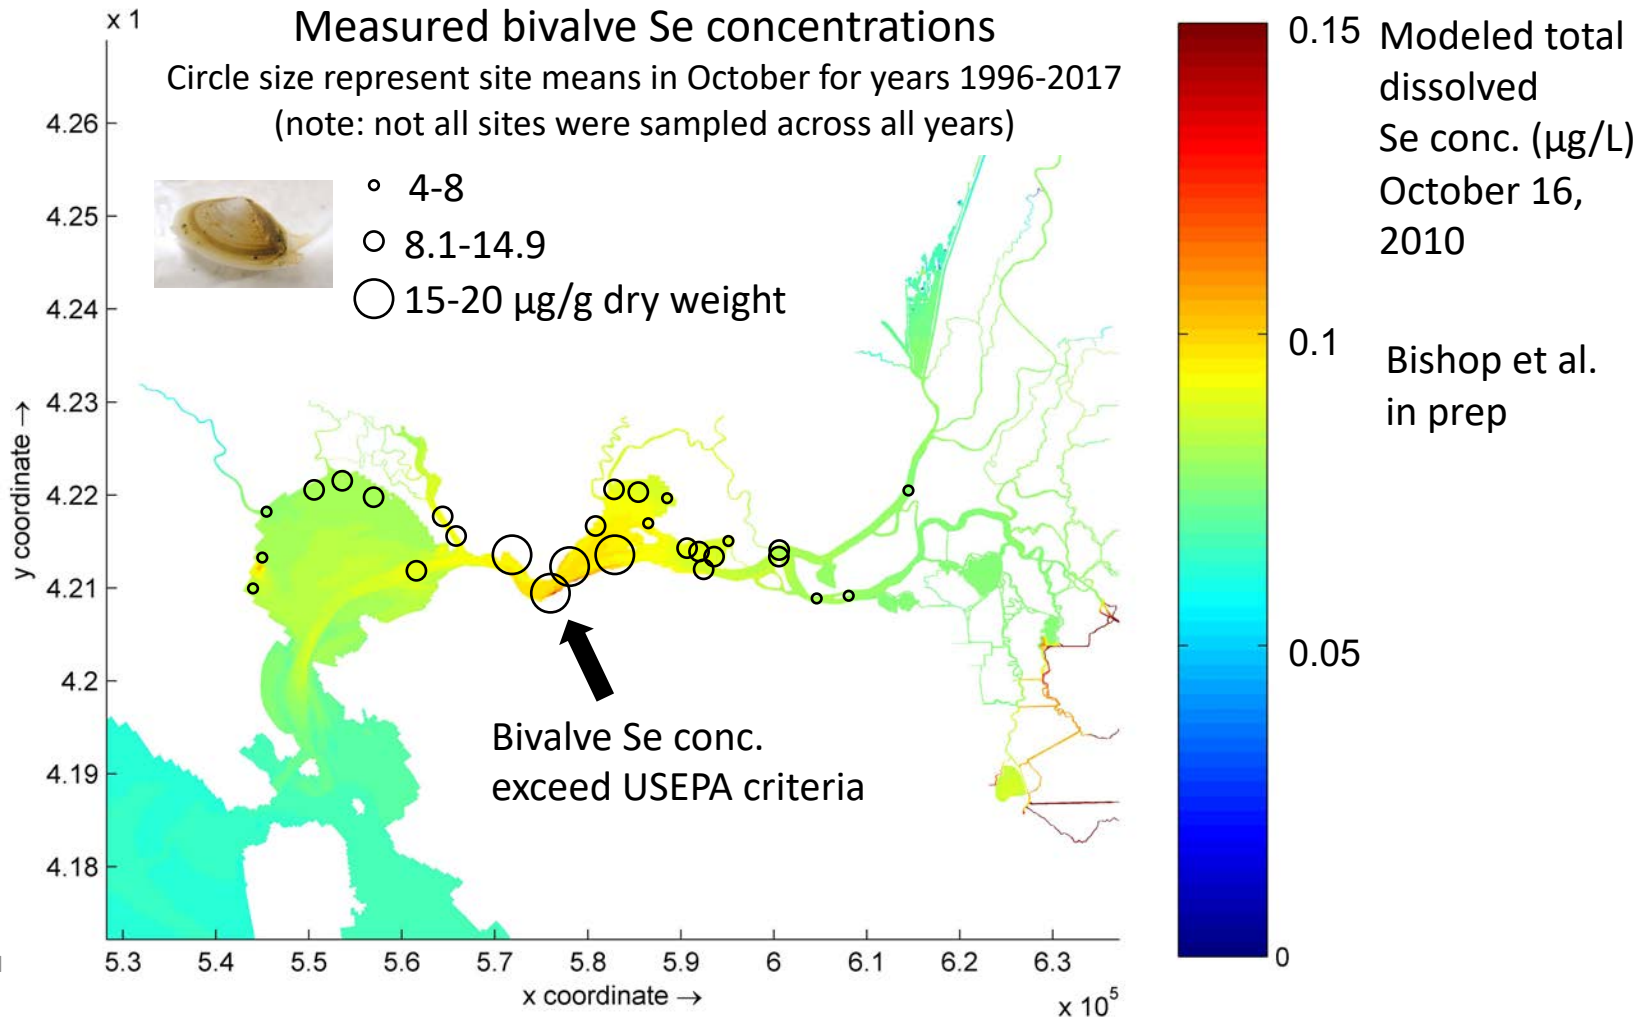 x 1
Measured bivalve Se concentrations
Circle size represent site means in October for years 1996-2017
(note: not all sites were sampled across all years)
4-8
8.1-14.9
15-20 µg/g dry weight
Bivalve Se conc.
exceed USEPA criteria
y coordinate →
4.26
4.25
4.24
4.23
4.22
4.21
4.2
4.19
4.18
5.3 5.4 5.5 5.6 5.7 5.8 5.9 6 6.1 6.2 6.3
x coordinate →
x 10⁵
0.15
0.1
0.05
0
Modeled total
dissolved
Se conc. (µg/L)
October 16,
2010
Bishop et al.
in prep